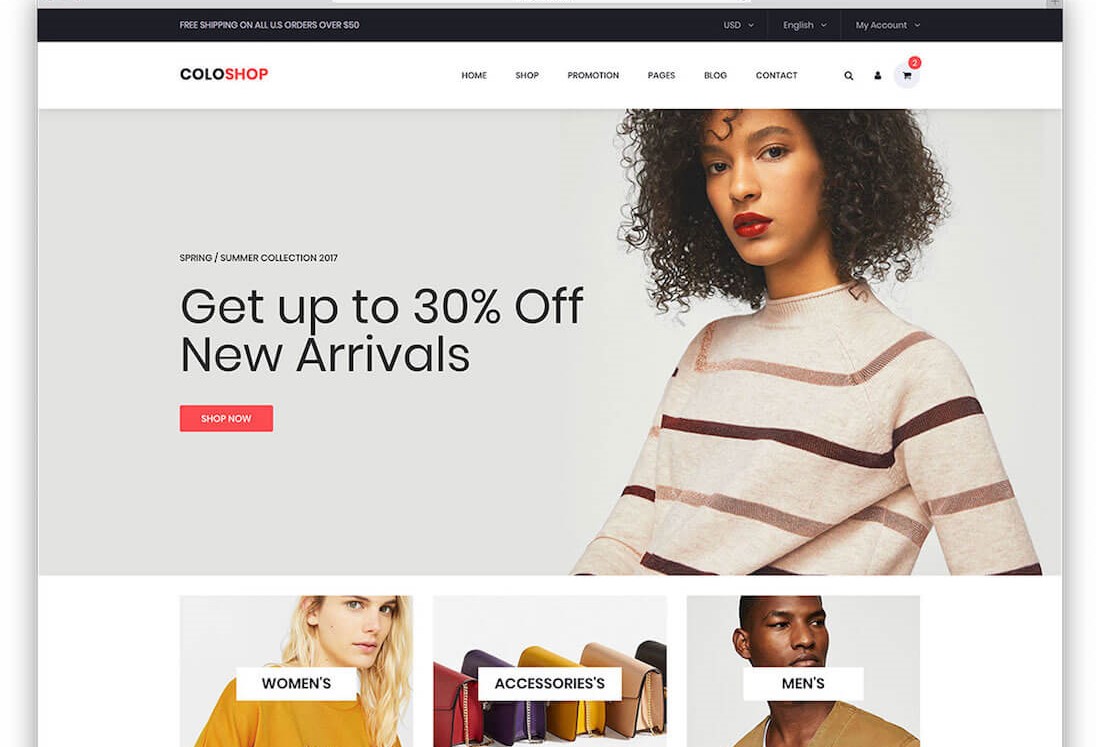 FREE SHIPPING ON ALL U.S ORDERS OVER $50
USD
English
My Account
COLOSHOP
HOME
SHOP
PROMOTION
PAGES
BLOG
CONTACT
2
SPRING / SUMMER COLLECTION 2017
Get up to 30% Off
New Arrivals
SHOP NOW
WOMEN'S
ACCESSORIES'S
MEN'S